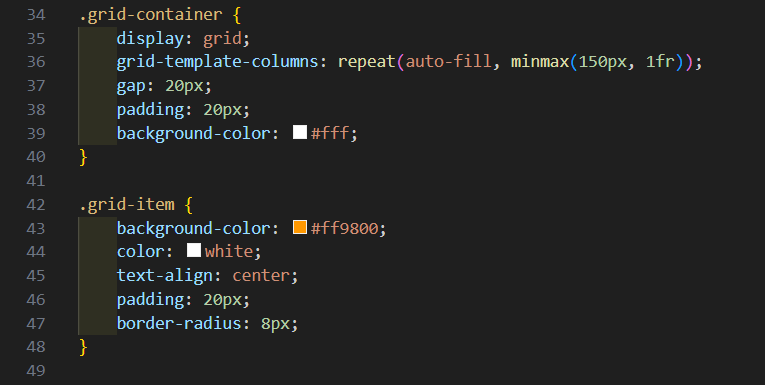 34 .grid-container {
35     display: grid;
36     grid-template-columns: repeat(auto-fill, minmax(150px, 1fr));
37     gap: 20px;
38     padding: 20px;
39     background-color: #fff;
40 }
41
42 .grid-item {
43     background-color: #ff9800;
44     color: white;
45     text-align: center;
46     padding: 20px;
47     border-radius: 8px;
48 }
49